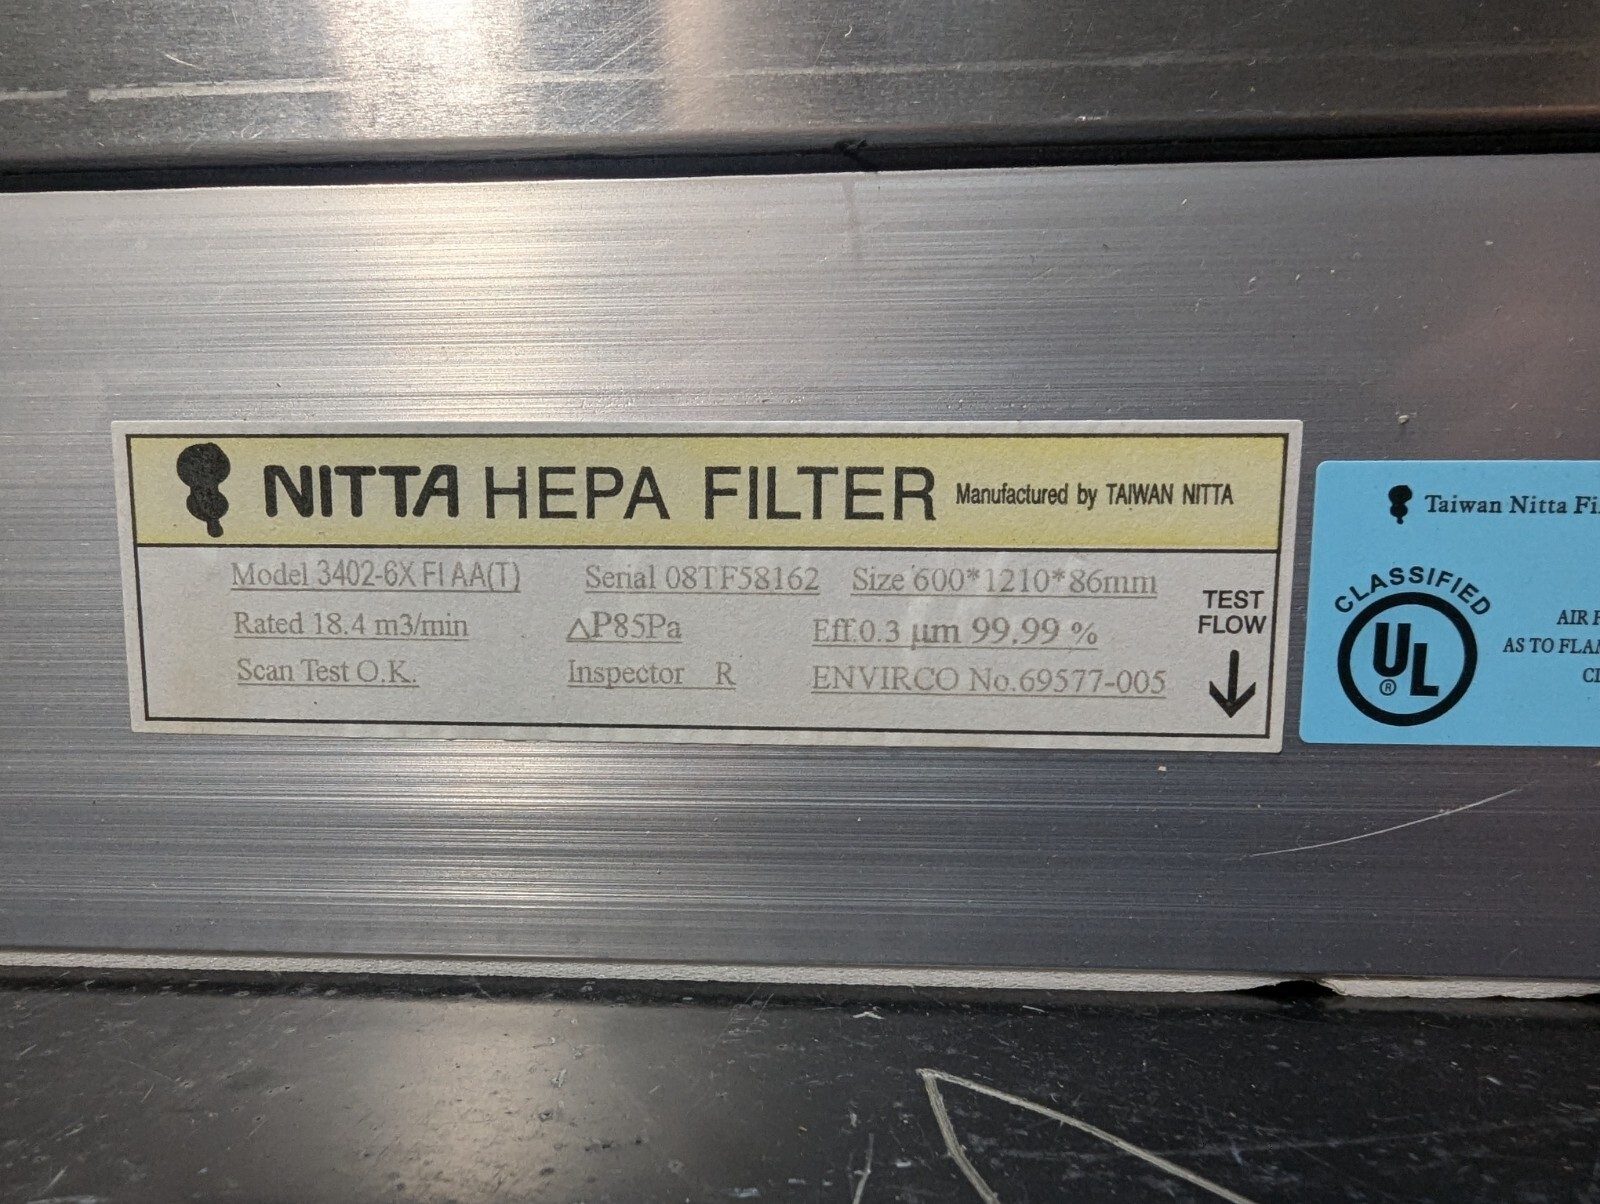 NITTA HEPA FILTER Manufactured by TAIWAN NITTA
Model 3402-6X FI AA(T) Serial 08TF58162 Size 600*1210*86mm
Rated 18.4 m3/min △P85Pa Eff.0.3 μm 99.99 %
Scan Test O.K. Inspector R ENVIRCO No.69577-005
TEST
FLOW
Taiwan Nitta Fi
CLASSIFIED
UL
®
AIR F
AS TO FLAM
CL